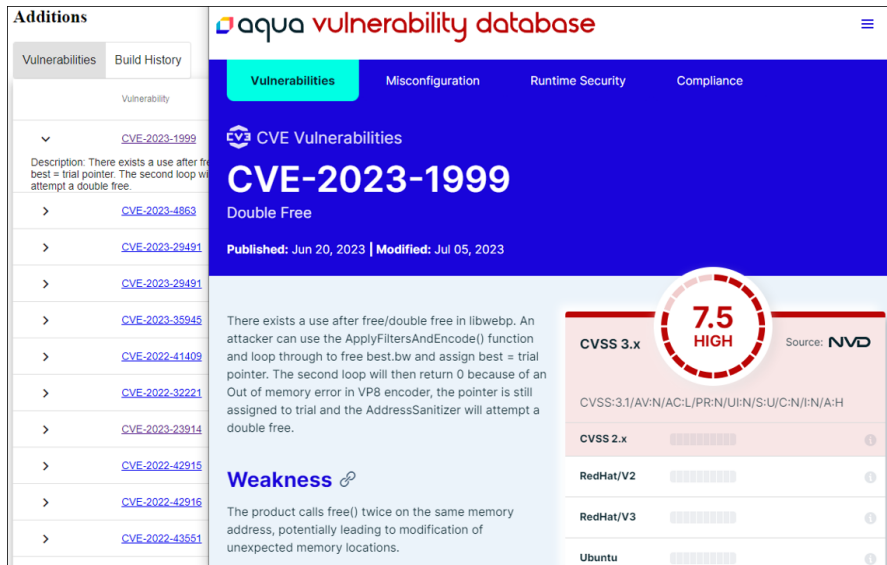 Additions
Vulnerabilities
Build History
Vulnerability
CVE-2023-1999
Description: There exists a use after fre
best = trial pointer. The second loop wi
attempt a double free.
CVE-2023-4863
CVE-2023-29491
CVE-2023-29491
CVE-2023-35945
CVE-2022-41409
CVE-2022-32221
CVE-2023-23914
CVE-2022-42915
CVE-2022-42916
CVE-2022-43551
aqua vulnerability database
Vulnerabilities
Misconfiguration
Runtime Security
Compliance
CVE
CVE Vulnerabilities
CVE-2023-1999
Double Free
Published: Jun 20, 2023 | Modified: Jul 05, 2023
There exists a use after free/double free in libwebp. An
attacker can use the ApplyFiltersAndEncode() function
and loop through to free best.bw and assign best = trial
pointer. The second loop will then return 0 because of an
Out of memory error in VP8 encoder, the pointer is still
assigned to trial and the AddressSanitizer will attempt a
double free.
Weakness
The product calls free() twice on the same memory
address, potentially leading to modification of
unexpected memory locations.
CVSS 3.x
7.5
HIGH
Source: NVD
CVSS:3.1/AV:N/AC:L/PR:N/UI:N/S:U/C:N/I:N/A:H
CVSS 2.x
RedHat/V2
RedHat/V3
Ubuntu